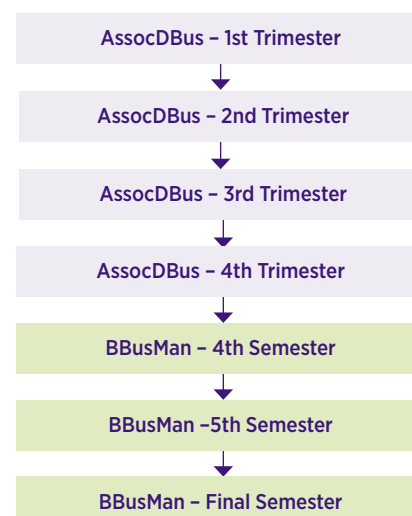 AssocDBus – 1st Trimester
AssocDBus – 2nd Trimester
AssocDBus – 3rd Trimester
AssocDBus – 4th Trimester
BBusMan – 4th Semester
BBusMan –5th Semester
BBusMan – Final Semester